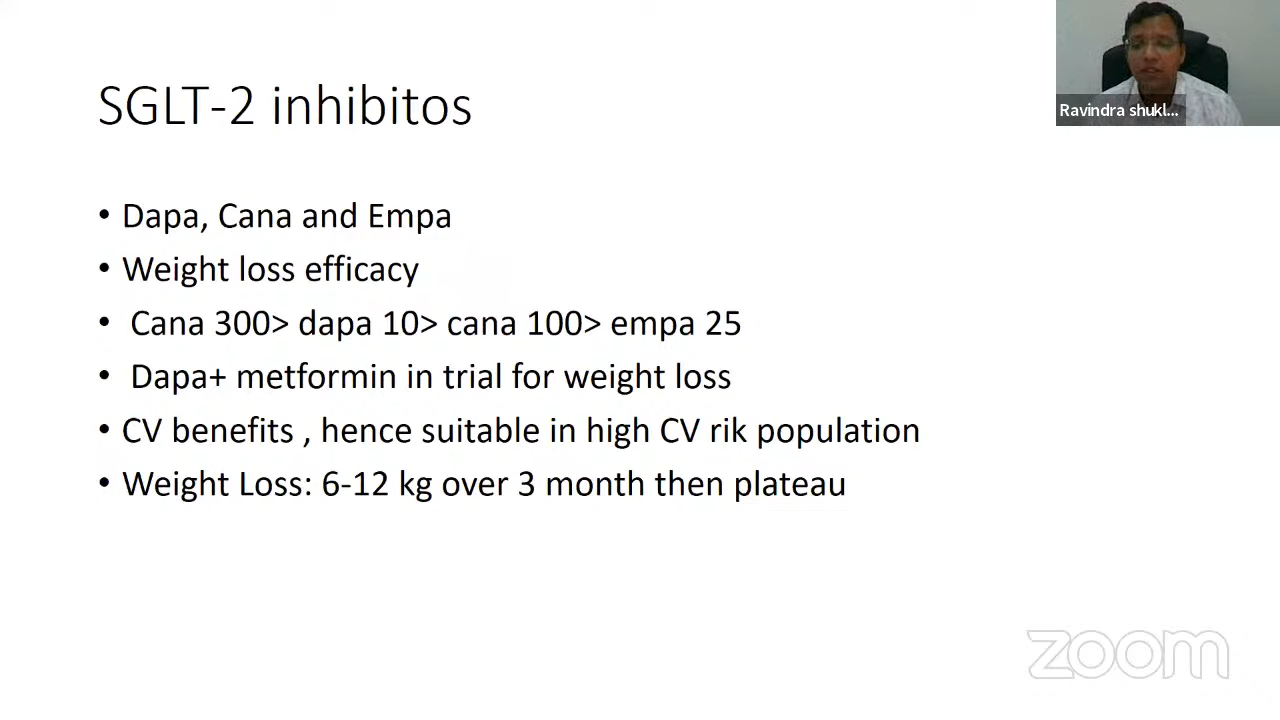 SGLT-2 inhibitos
Ravindra shukl...
• Dapa, Cana and Empa
• Weight loss efficacy
• Cana 300> dapa 10> cana 100> empa 25
• Dapa+ metformin in trial for weight loss
• CV benefits , hence suitable in high CV rik population
• Weight Loss: 6-12 kg over 3 month then plateau
zoom